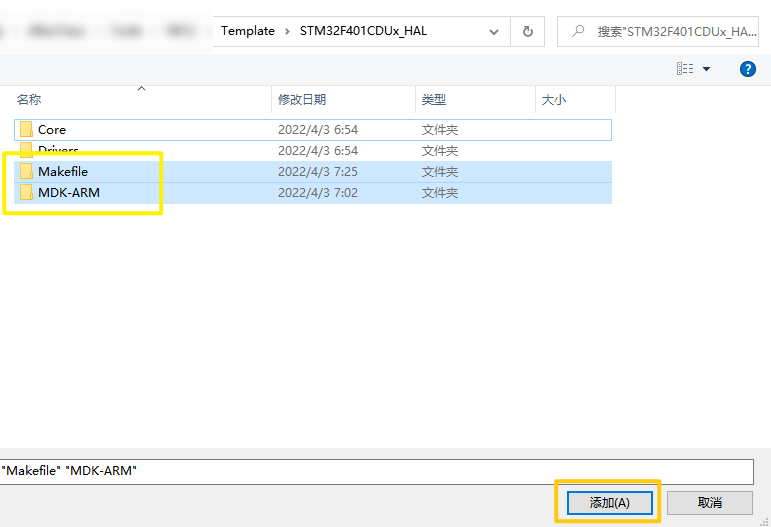 Template > STM32F401CDUx_HAL
搜索"STM32F401CDUx_HA...
?
名称 修改日期 类型 大小
Core 2022/4/3 6:54 文件夹
Drivers 2022/4/3 6:54 文件夹
Makefile 2022/4/3 7:25 文件夹
MDK-ARM 2022/4/3 7:02 文件夹
"Makefile" "MDK-ARM"
添加(A) 取消